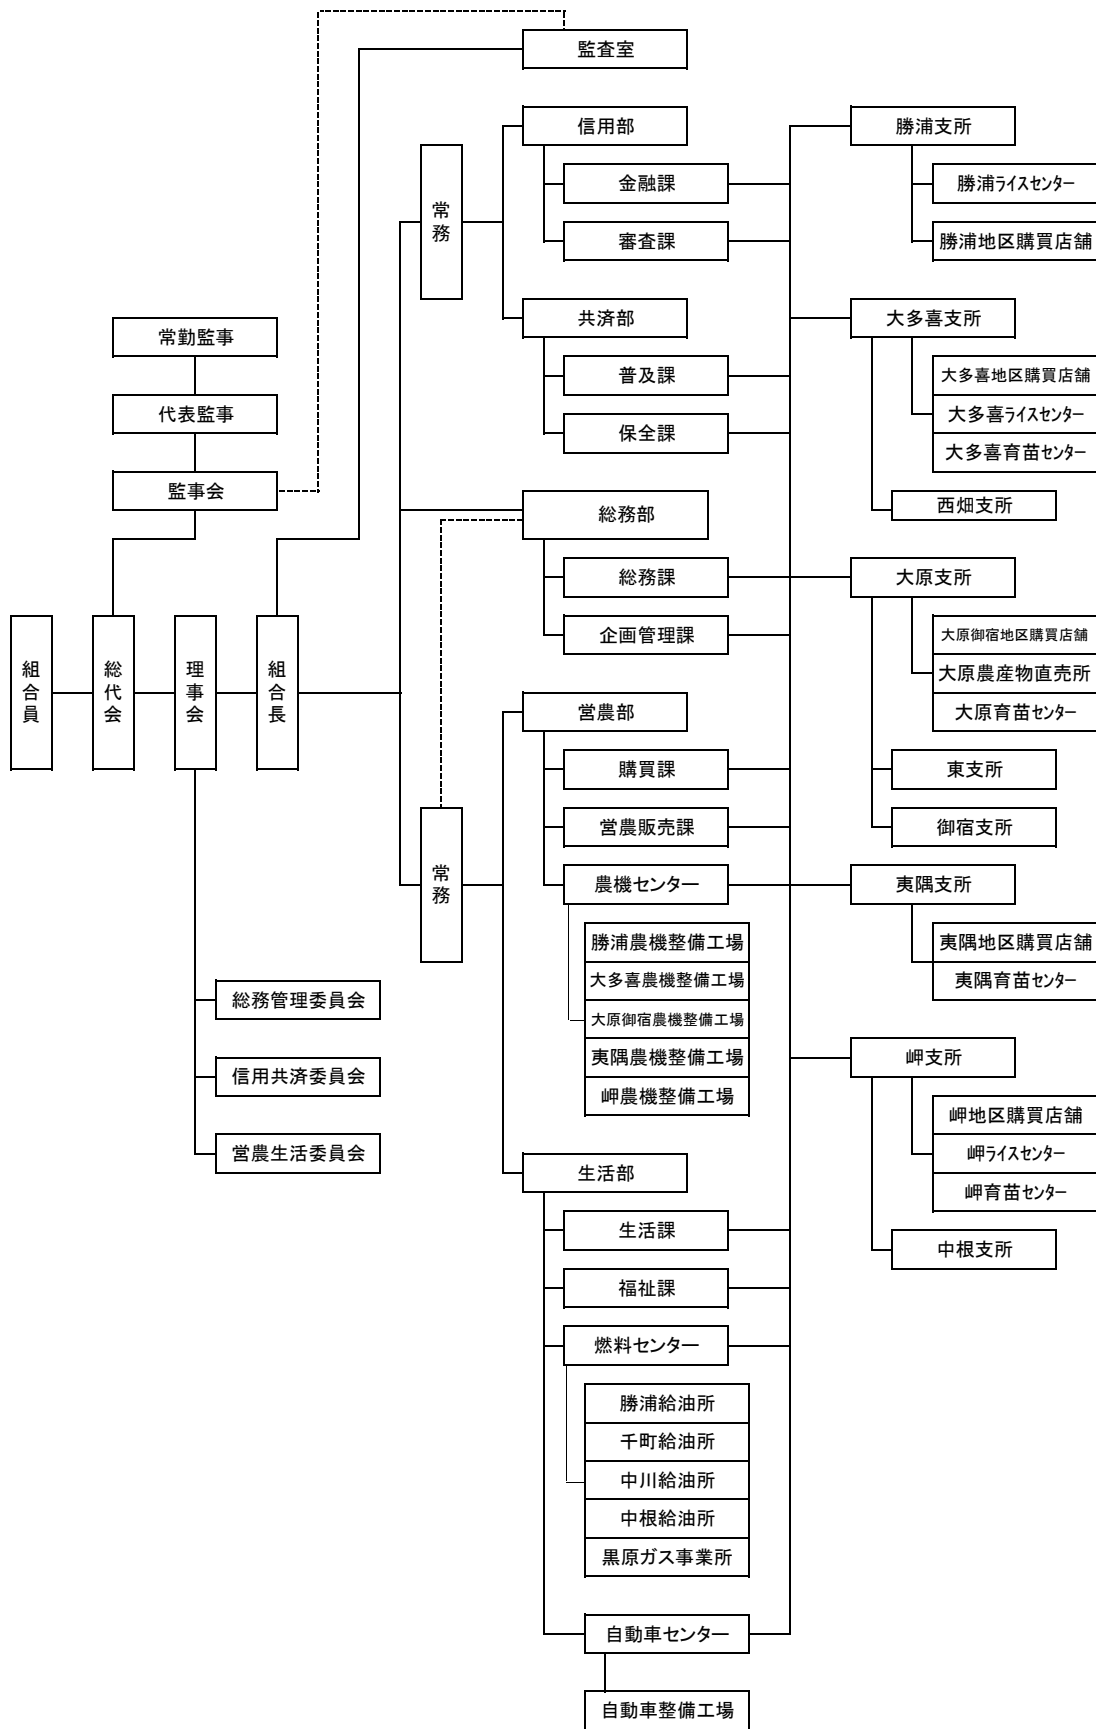 監査室
信用部
金融課
審査課
常務
共済部
普及課
保全課
常勤監事
代表監事
監事会
総務部
総務課
企画管理課
組合員
総代会
理事会
組合長
営農部
購買課
営農販売課
農機センター
勝浦農機整備工場
大多喜農機整備工場
大原御宿農機整備工場
夷隅農機整備工場
岬農機整備工場
常務
総務管理委員会
信用共済委員会
営農生活委員会
生活部
生活課
福祉課
燃料センター
勝浦給油所
千町給油所
中川給油所
中根給油所
黒原ガス事業所
自動車センター
自動車整備工場
勝浦支所
勝浦ライスセンター
勝浦地区購買店舗
大多喜支所
大多喜地区購買店舗
大多喜ライスセンター
大多喜育苗センター
西畑支所
大原支所
大原御宿地区購買店舗
大原農産物直売所
大原育苗センター
東支所
御宿支所
夷隅支所
夷隅地区購買店舗
夷隅育苗センター
岬支所
岬地区購買店舗
岬ライスセンター
岬育苗センター
中根支所